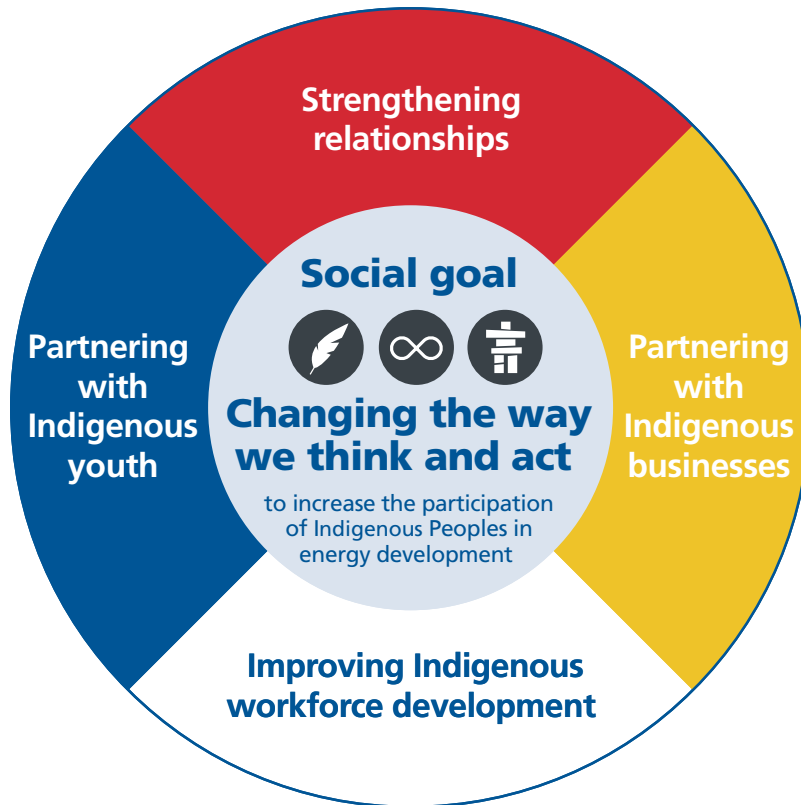 Strengthening
relationships
Social goal
Changing the way
we think and act
to increase the participation
of Indigenous Peoples in
energy development
Partnering
with
Indigenous
youth
Partnering
with
Indigenous
businesses
Improving Indigenous
workforce development